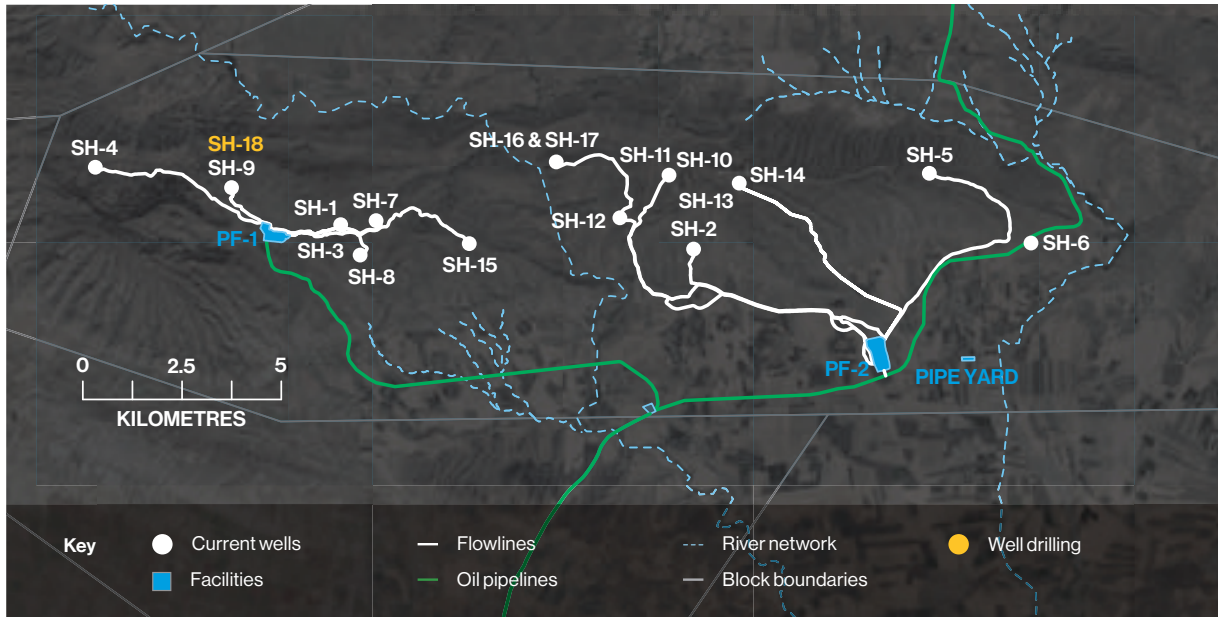 SH-4
SH-18
SH-9
SH-16 & SH-17
SH-11
SH-10
SH-5
SH-14
SH-13
SH-1
SH-7
SH-12
SH-2
PF-1
SH-3
SH-8
SH-15
SH-6
0 2.5 5
KILOMETRES
PF-2
PIPE YARD
Key
Current wells
Flowlines
River network
Well drilling
Facilities
Oil pipelines
Block boundaries